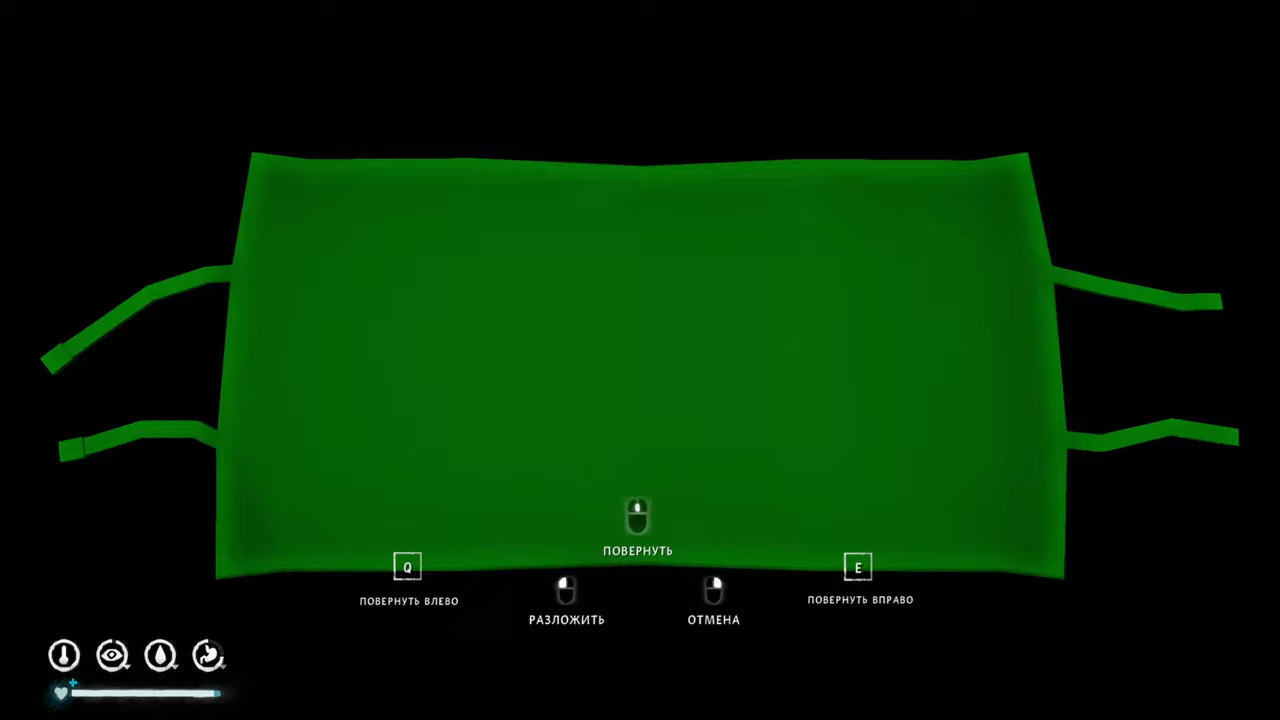 ПОВЕРНУТЬ
Q
E
ПОВЕРНУТЬ ВЛЕВО
ПОВЕРНУТЬ ВПРАВО
РАЗЛОЖИТЬ
ОТМЕНА